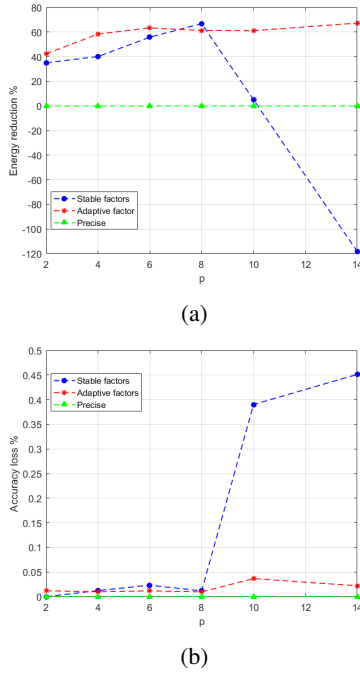 80
60
40
20
0
-20
-40
-60
-80
-100
-120
Energy reduction %
Stable factors
Adaptive factor
Precise
2 4 6 8 10 12 14
p
(a)
0.5
0.45
0.4
0.35
0.3
0.25
0.2
0.15
0.1
0.05
0
Accuracy loss %
Stable factors
Adaptive factors
Precise
2 4 6 8 10 12 14
p
(b)